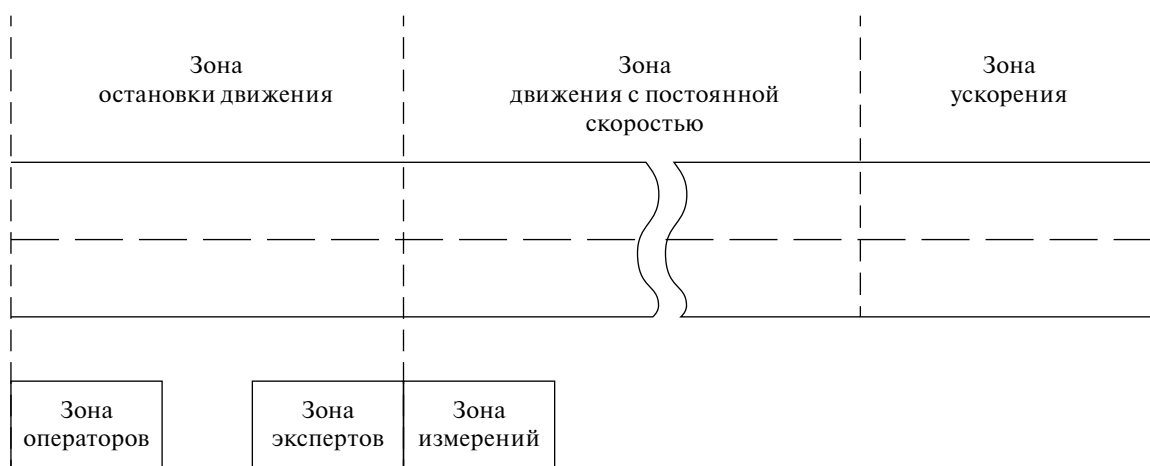 Зона
остановки движения
Зона
движения с постоянной
скоростью
Зона
ускорения
Зона
операторов
Зона
экспертов
Зона
измерений